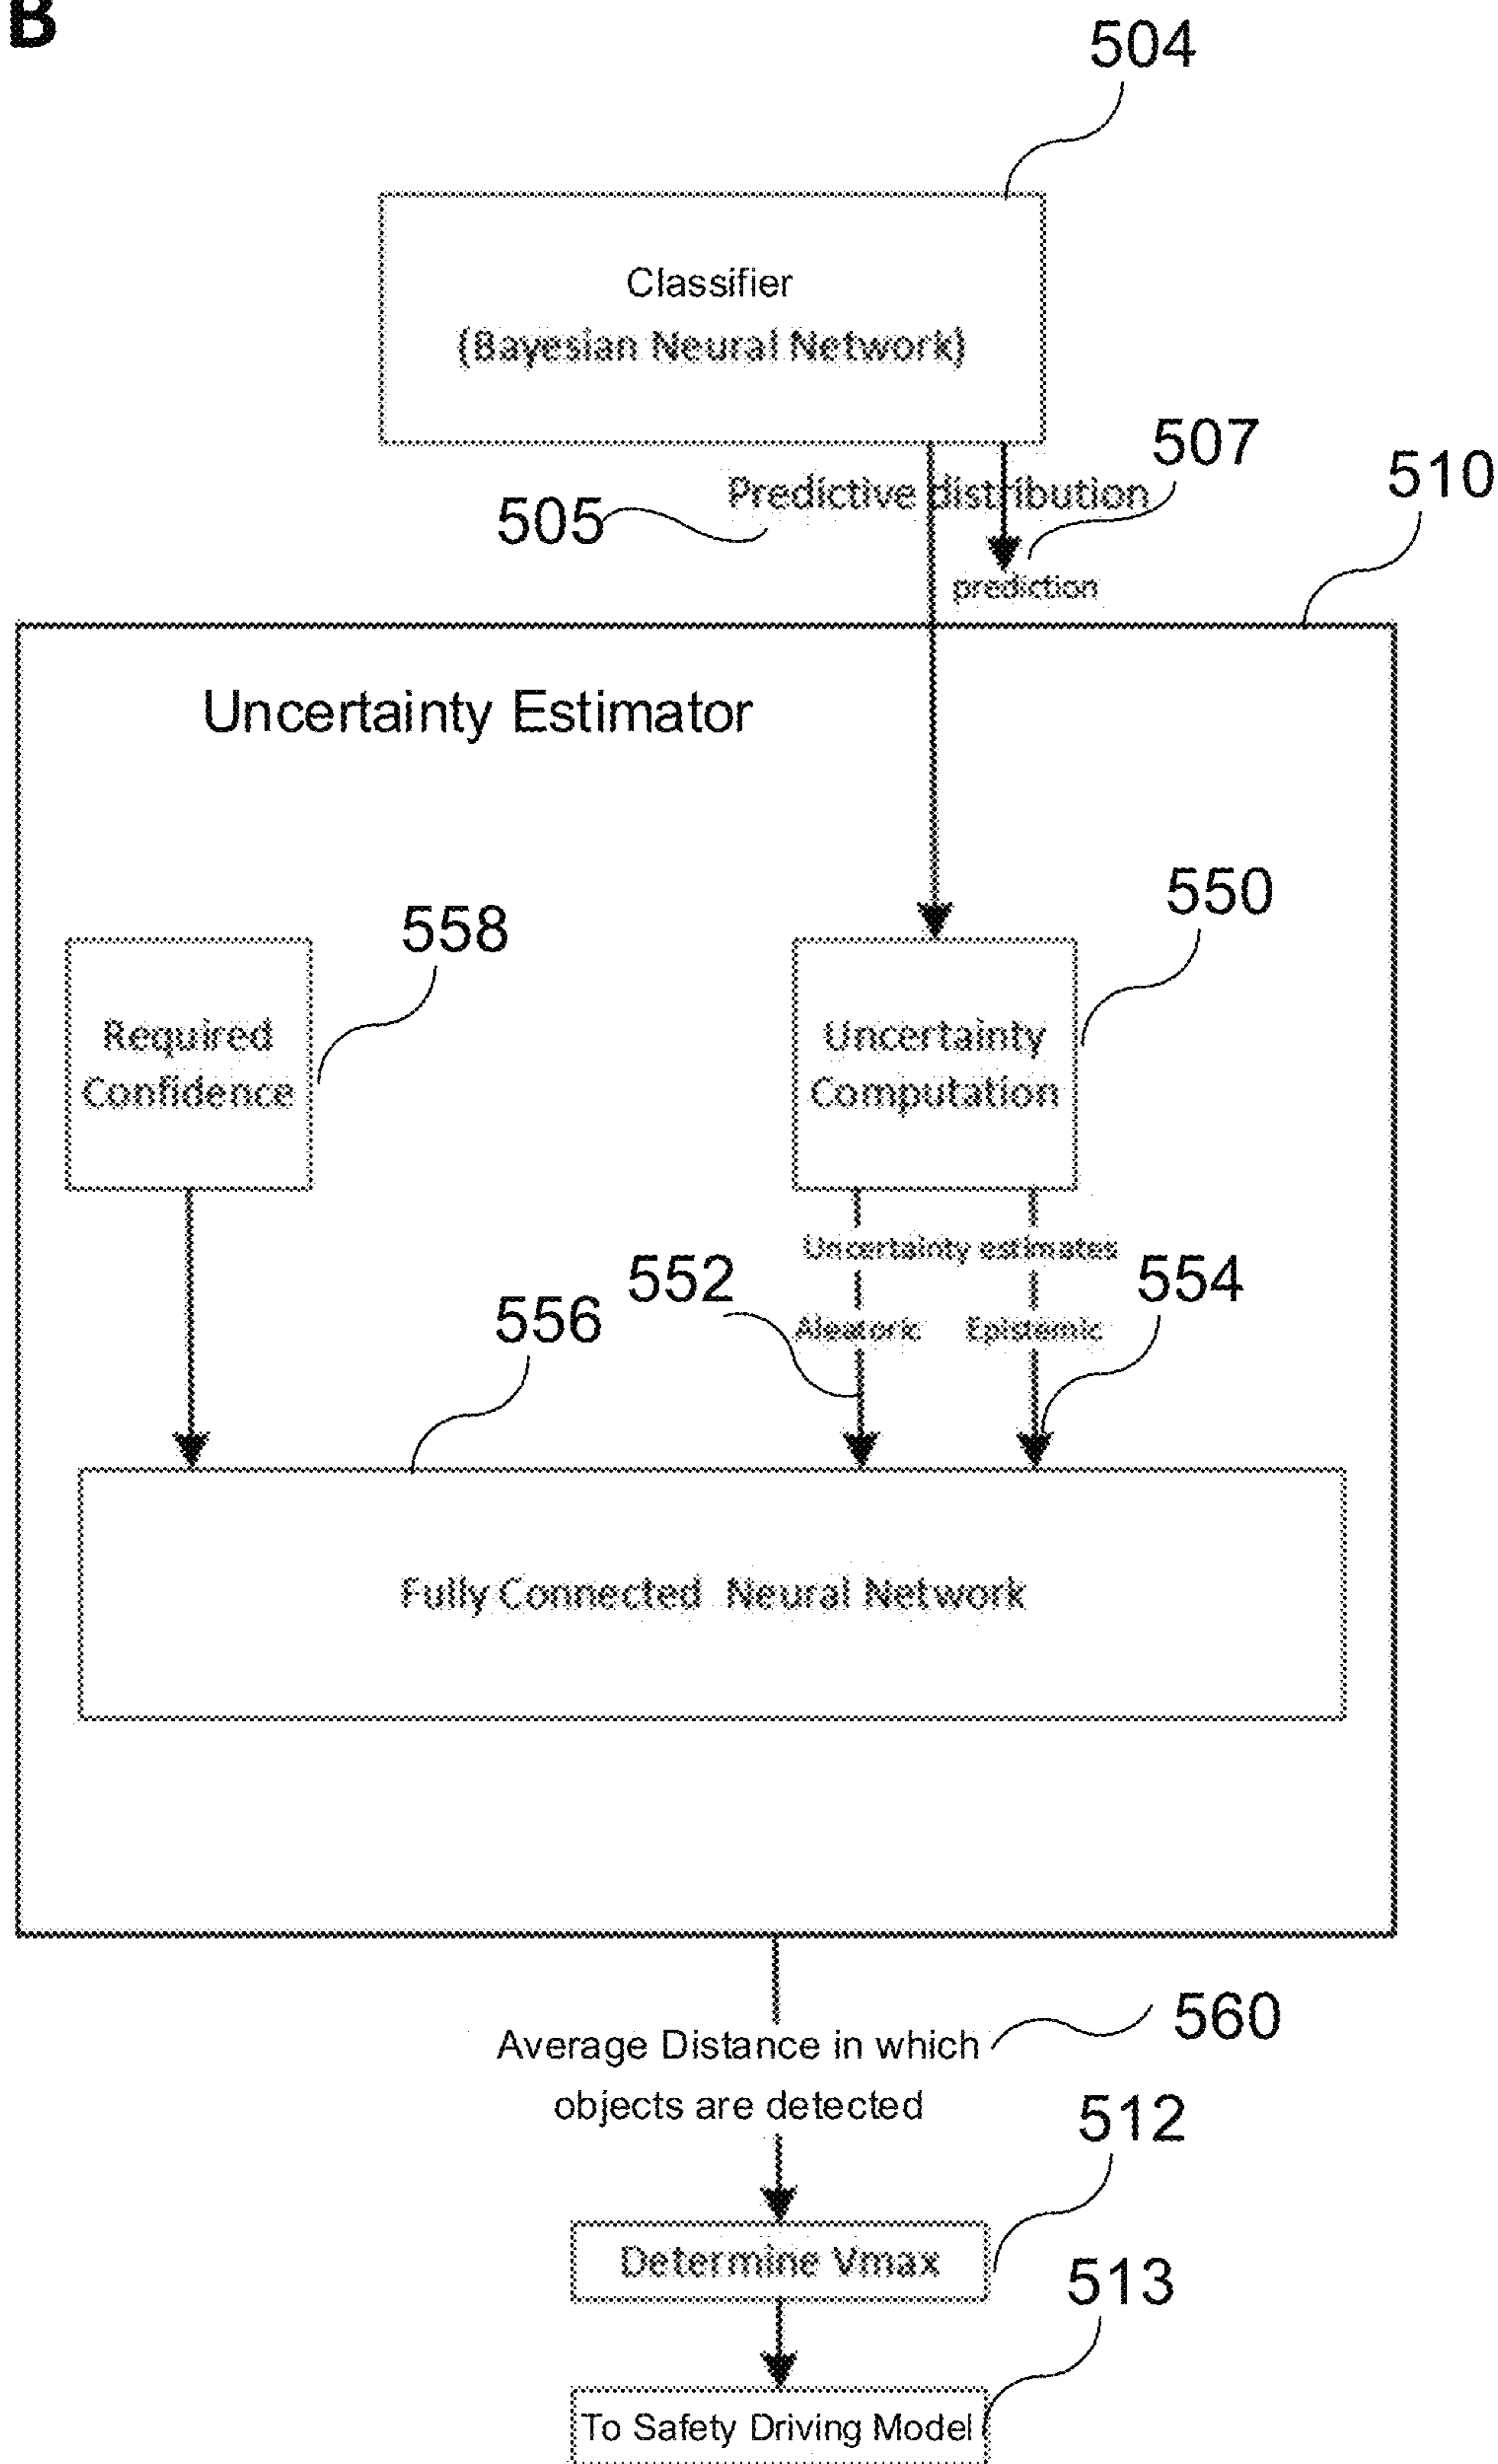 B
504
Classifier
(Bayesian Neural Network)
507
Predictive distribution
510
505
prediction
Uncertainty Estimator
550
558
Required
Confidence
Uncertainty
Computation
Uncertainty estimates
552
554
556
Aleatoric
Epistemic
Fully Connected Neural Network
560
Average Distance in which
objects are detected
512
Determine Vmax
513
To Safety Driving Model